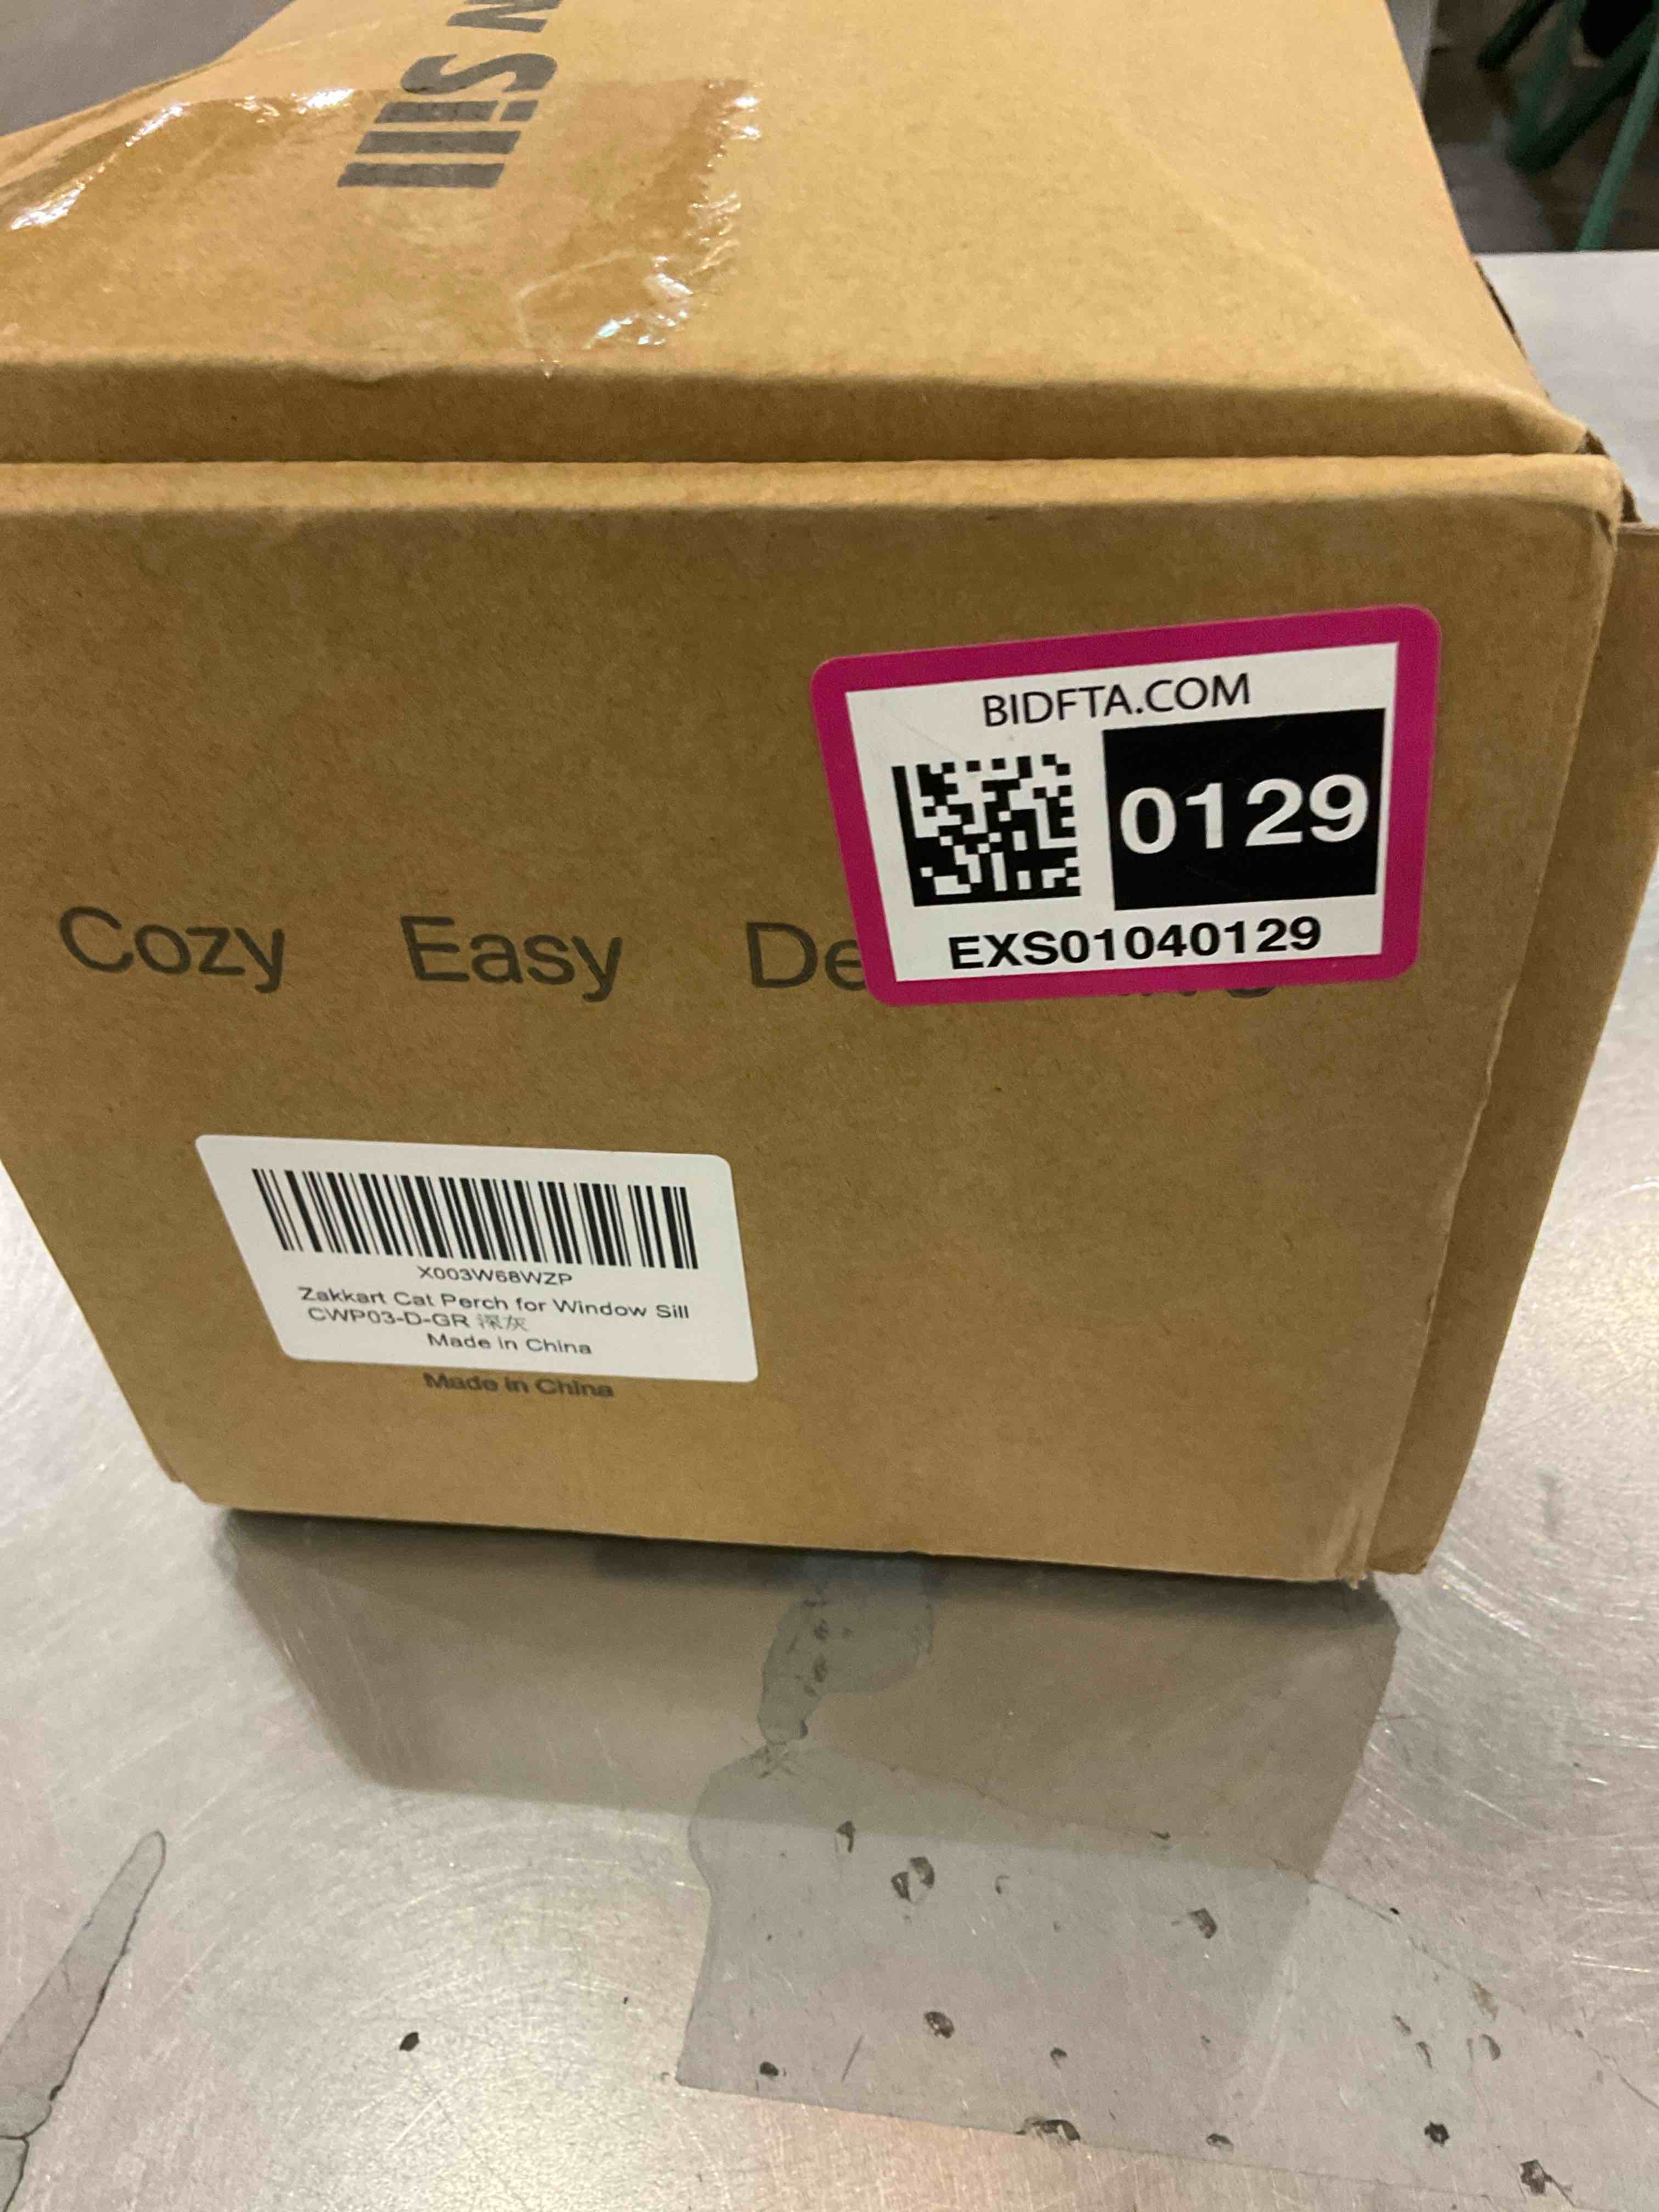 Sill
BIDFTA.COM
0129
EXS01040129
Cozy Easy
X003W68WZP
Zakkart Cat Perch for Window Sill
CWP03-D-GR 深灰
Made in China
Made in China